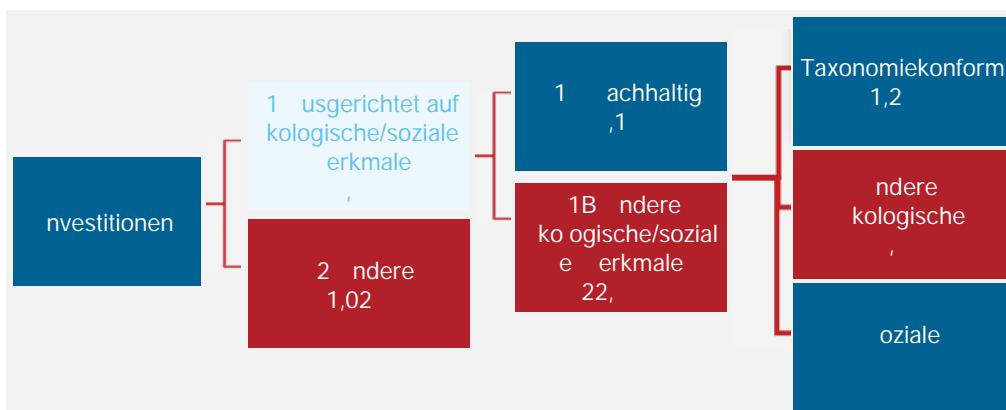 nvestitionen
1 usgerichtet auf
kologische/soziale
erkmale
,
2 ndere
1,02
1 achhaltig
,1
1B ndere
ko ogische/sozial
e erkmale
22,
Taxonomiekonform
1,2
ndere
kologische
,
oziale